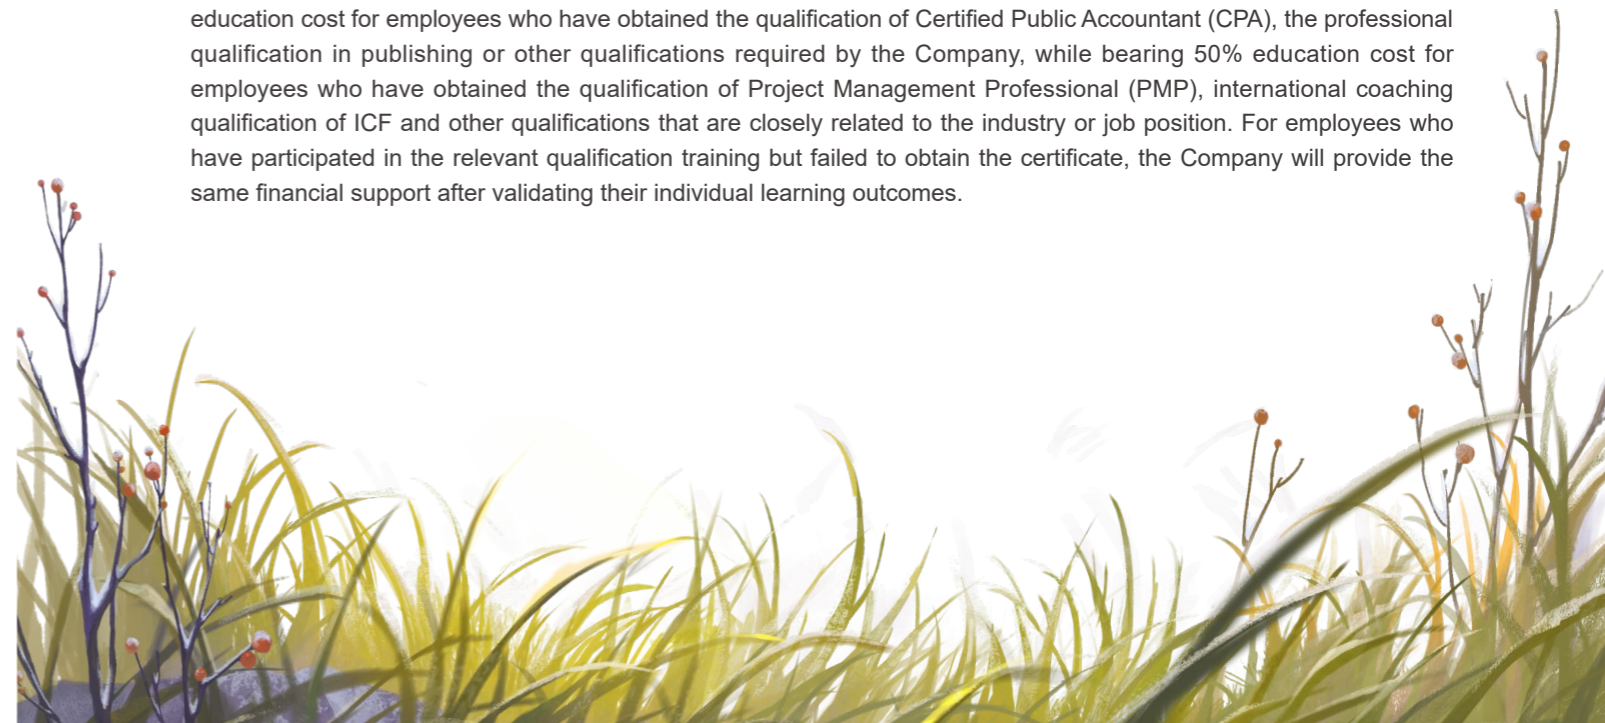 education cost for employees who have obtained the qualification of Certified Public Accountant (CPA), the professional
qualification in publishing or other qualifications required by the Company, while bearing 50% education cost for
employees who have obtained the qualification of Project Management Professional (PMP), international coaching
qualification of ICF and other qualifications that are closely related to the industry or job position. For employees who
have participated in the relevant qualification training but failed to obtain the certificate, the Company will provide the
same financial support after validating their individual learning outcomes.